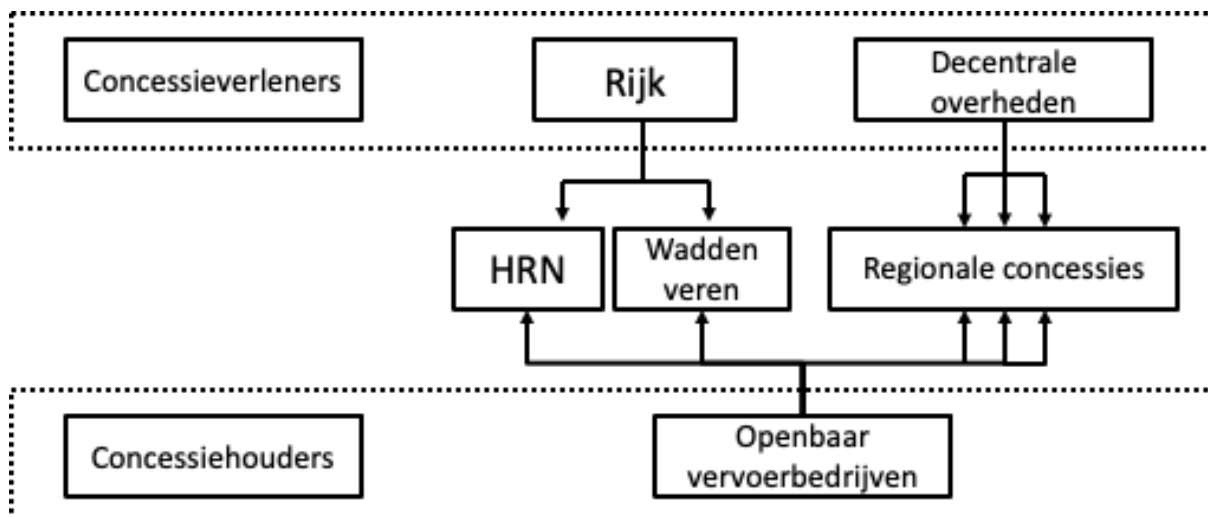 Concessieverleners
Rijk
Decentrale
overheden
HRN
Wadden
veren
Regionale concessies
Concessiehouders
Openbaar
vervoerbedrijven